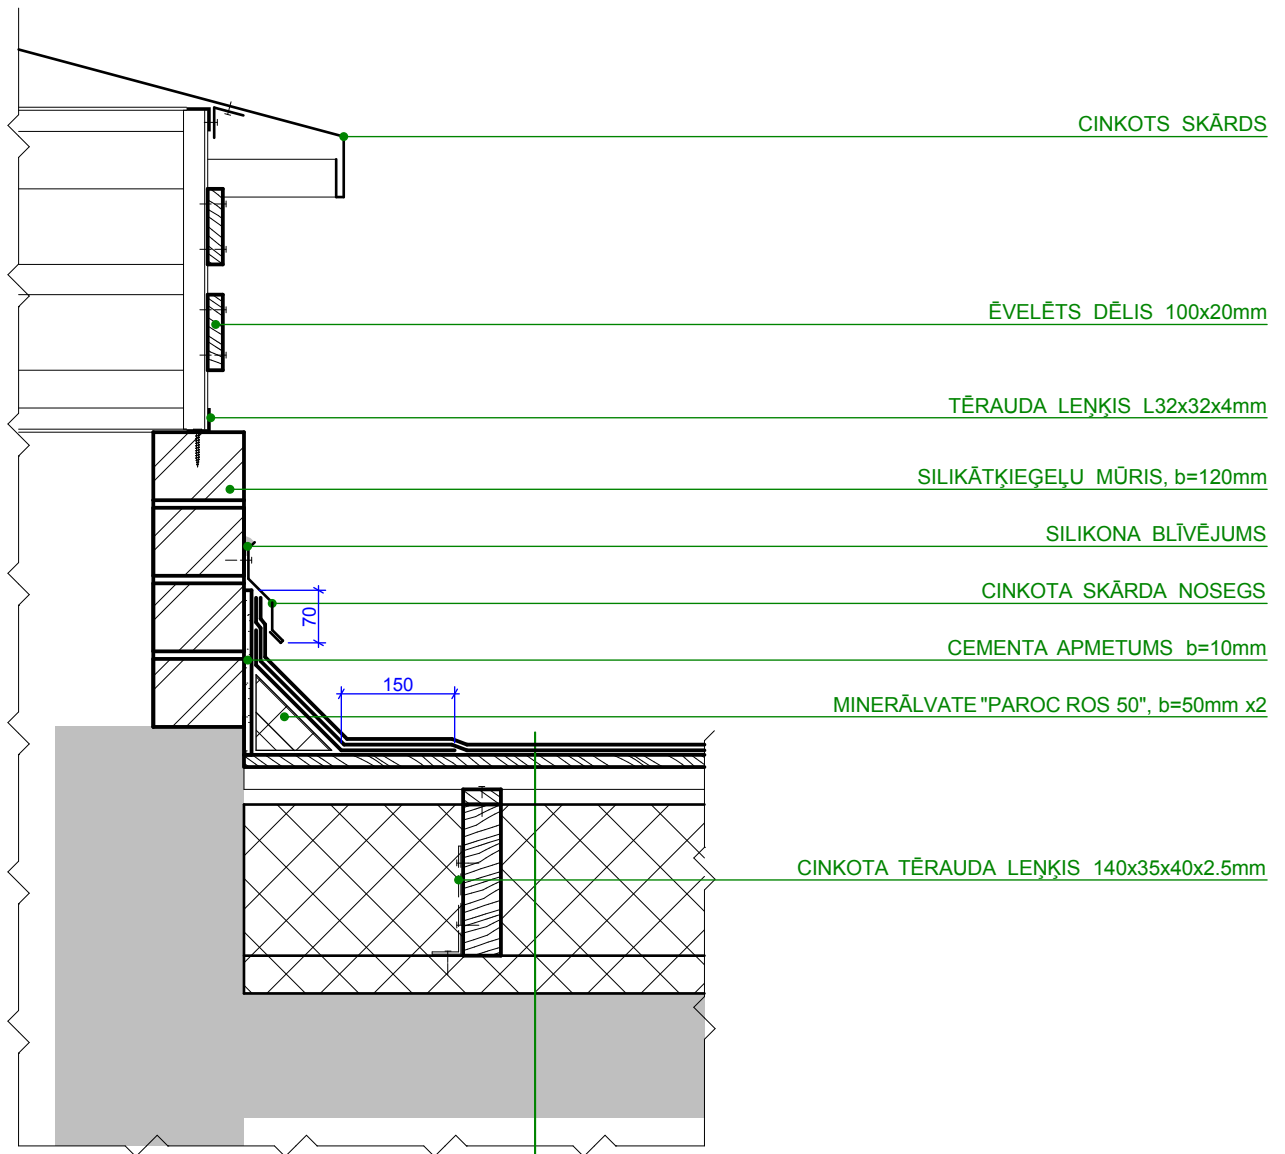 CINKOTS SKĀRDS
ĒVELĒTS DĒLIS 100x20mm
TĒRAUDA LEŅĶIS L32x32x4mm
SILIKĀTĶIEĢEĻU MŪRIS, b=120mm
SILIKONA BLĪVĒJUMS
CINKOTA SKĀRDA NOSEGS
70
CEMENTA APMETUMS b=10mm
150
MINERĀLVATE "PAROC ROS 50", b=50mm x2
CINKOTA TĒRAUDA LEŅĶIS 140x35x40x2.5mm